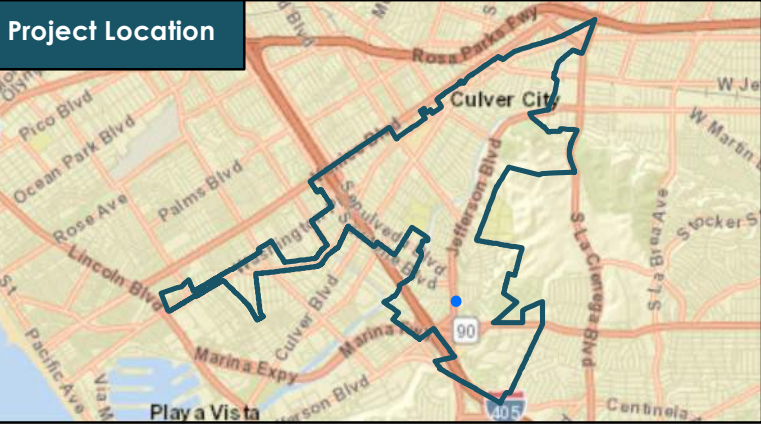 Project Location
Rosa Parks Fwy
Culver City
W Je
Pico Blvd
W Martin L
Ocean Park Blvd
Palms Blvd
Rose Ave
Jefferson Blvd
Sepulveda Blvd
Washingto
Stocker S
S La Brea Ave
S La Cienega Blvd
Lincoln Blvd
St
Culver Blvd
Pacific Ave
Marina Fwy
90
Marina Expy
Via M
Playa Vista
ferson Blvd
405
Centinela